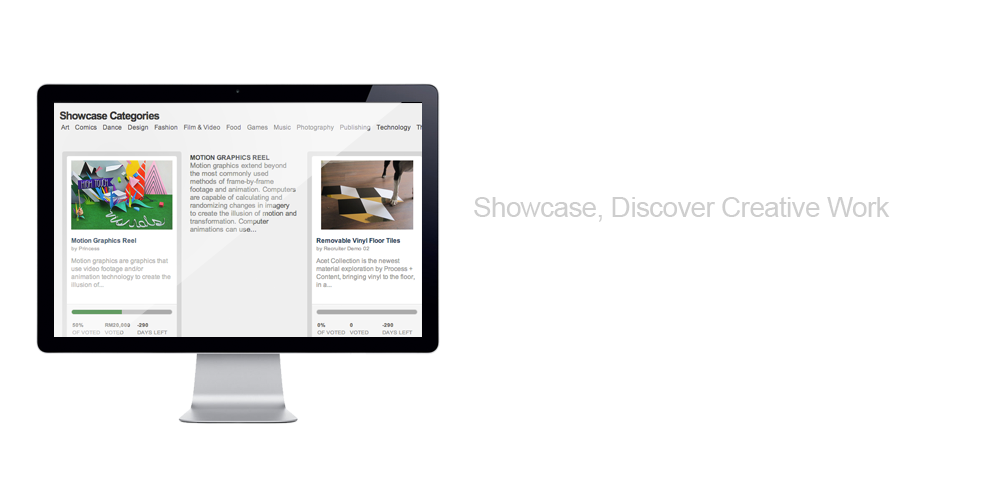 Showcase Categories
Art Comics Dance Design Fashion Film & Video Food Games Music Photography Publishing Technology Th
MOTION GRAPHICS REEL
Motion graphics extend beyond
the most commonly used
methods of frame-by-frame
footage and animation. Computers
are capable of calculating and
randomizing changes in imagery
to create the illusion of motion and
transformation. Computer
animations can use...
HIGH TOUCH
Motion Graphics Reel
by Princess
Motion graphics are graphics that
use video footage and/or
animation technology to create the
illusion of...
50% RM20,000 -290
OF VOTED VOTED DAYS LEFT
Removable Vinyl Floor Tiles
by Recruiter Demo 02
Acet Collection is the newest
material exploration by Process +
Content, bringing vinyl to the floor,
in a...
0% 0 -290
OF VOTED VOTED DAYS LEFT
Showcase, Discover Creative Work